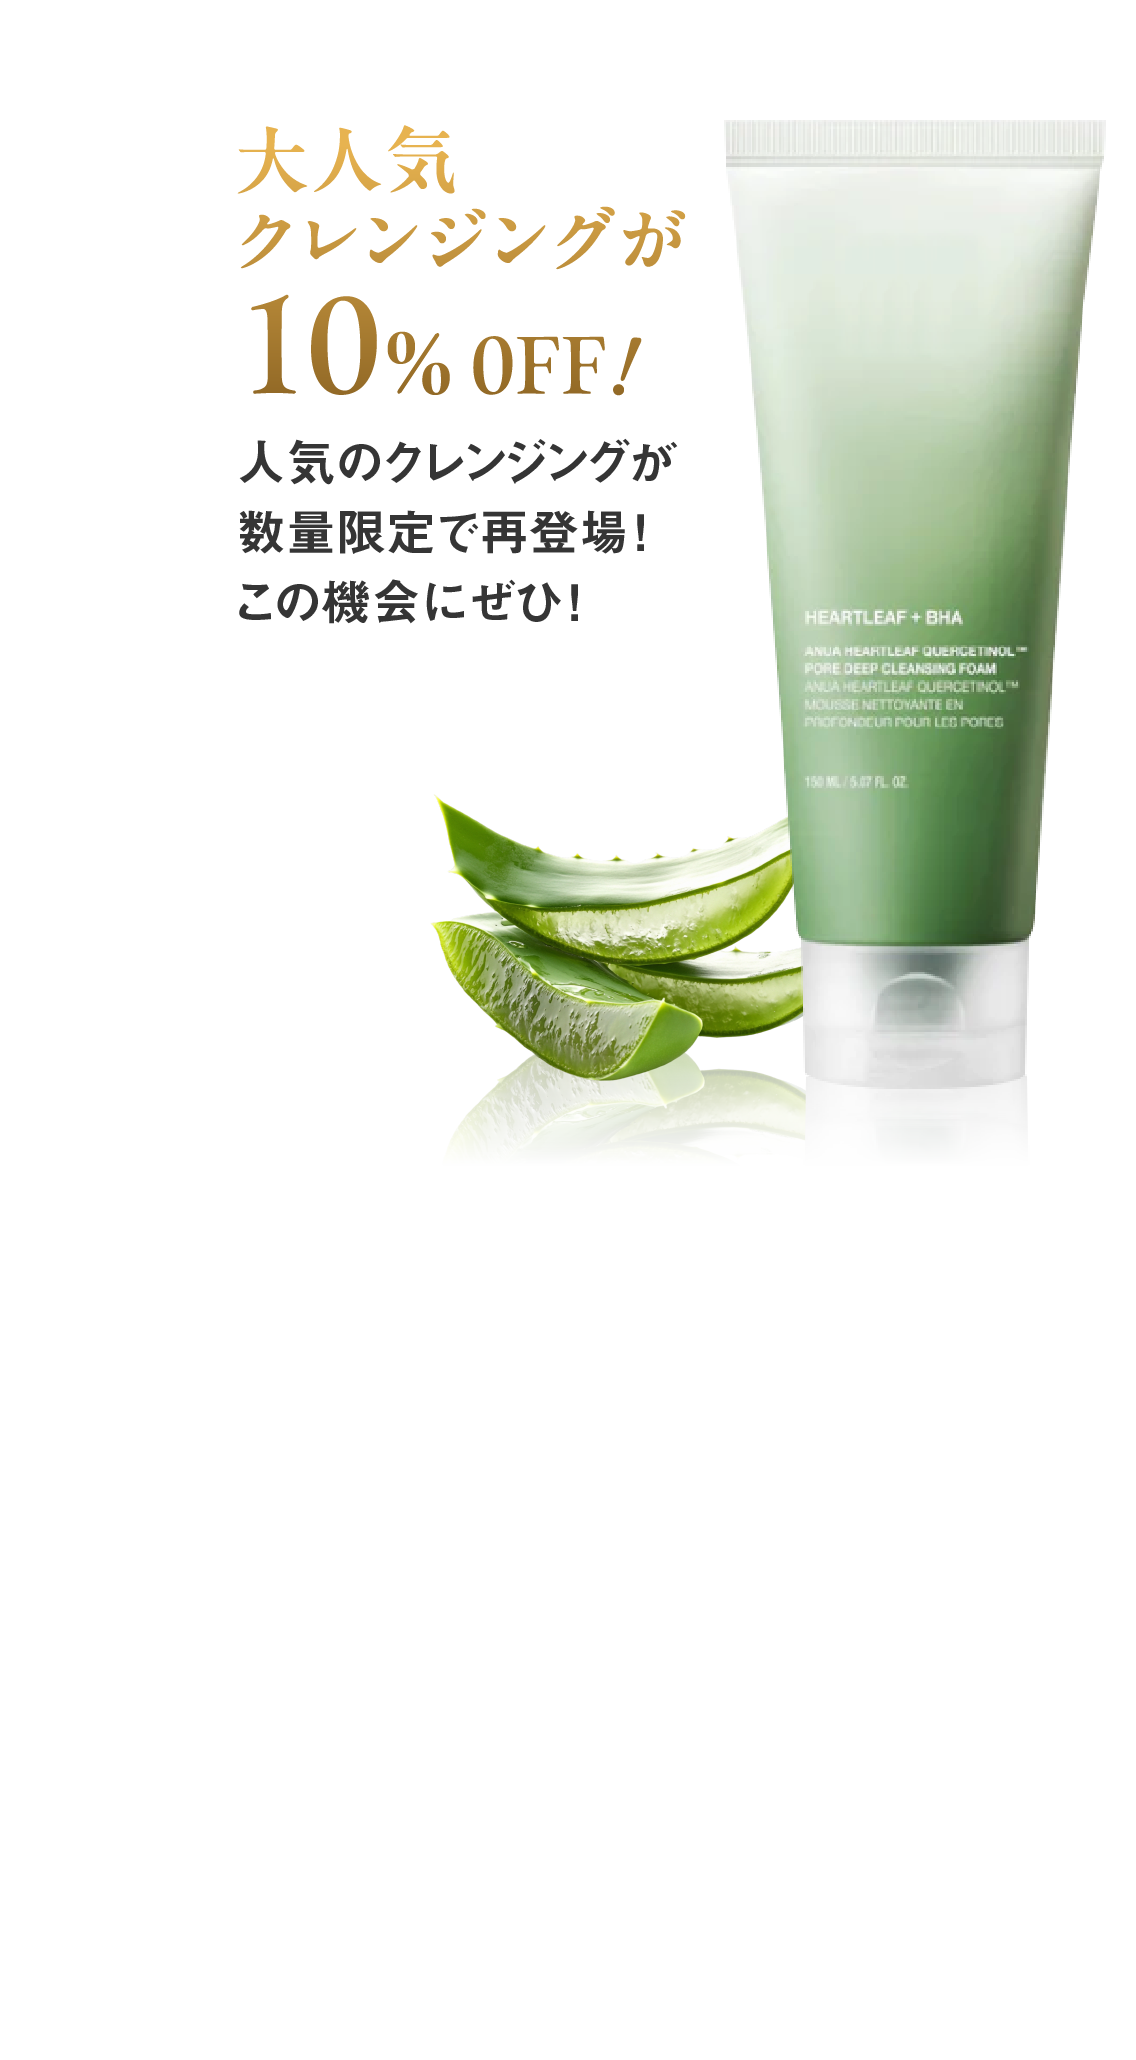 大人気
クレンジングが
10% OFF!
人気のクレンジングが
数量限定で再登場！
この機会にぜひ！
HEARTLEAF + BHA
ANUA HEARTLEAF QUERCETINOL™
PORE DEEP CLEANSING FOAM
ANUA HEARTLEAF QUERCETINOL™
MOUSSE NETTOYANTE EN
PROFONDEUR POUR LES PORES
150 ML / 5.07 FL. OZ.